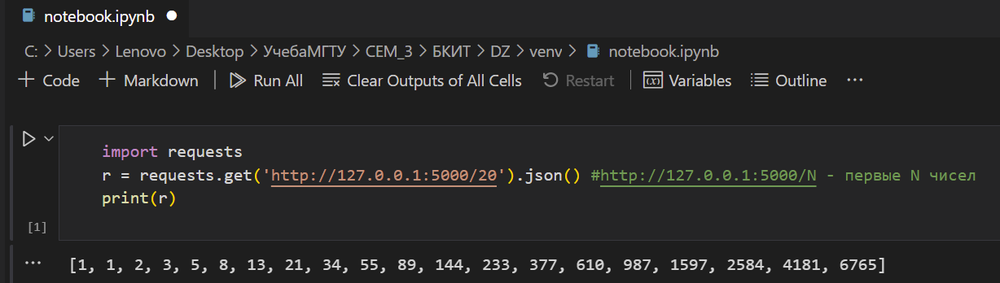 notebook.ipynb
C: > Users > Lenovo > Desktop > УчебаМГТУ > СЕМ_3 > БКИТ > DZ > venv > notebook.ipynb
+ Code + Markdown | Run All Clear Outputs of All Cells Restart | Variables Outline ...
import requests
r = requests.get('http://127.0.0.1:5000/20').json() #http://127.0.0.1:5000/N - первые N чисел
print(r)
[1]
... [1, 1, 2, 3, 5, 8, 13, 21, 34, 55, 89, 144, 233, 377, 610, 987, 1597, 2584, 4181, 6765]